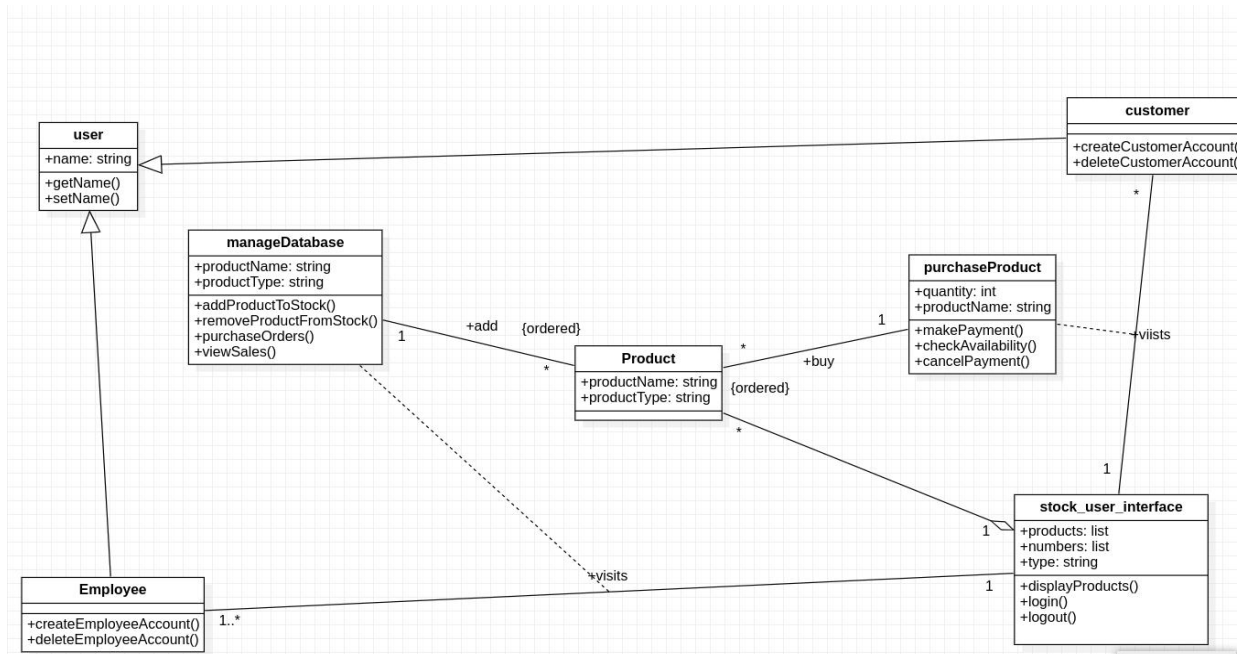 user
+name: string
+getName()
+setName()
customer
+createCustomerAccount(
+deleteCustomerAccount(
*
manageDatabase
+productName: string
+productType: string
+addProductToStock()
+removeProductFromStock()
+purchaseOrders()
+viewSales()
1
+add
{ordered}
*
Product
+productName: string
+productType: string
*
+buy
{ordered}
*
1
purchaseProduct
+quantity: int
+productName: string
+makePayment()
+checkAvailability()
+cancelPayment()
+viists
1
1
stock_user_interface
+products: list
+numbers: list
+type: string
+displayProducts()
+login()
+logout()
+visits
1
Employee
+createEmployeeAccount()
+deleteEmployeeAccount()
1..*